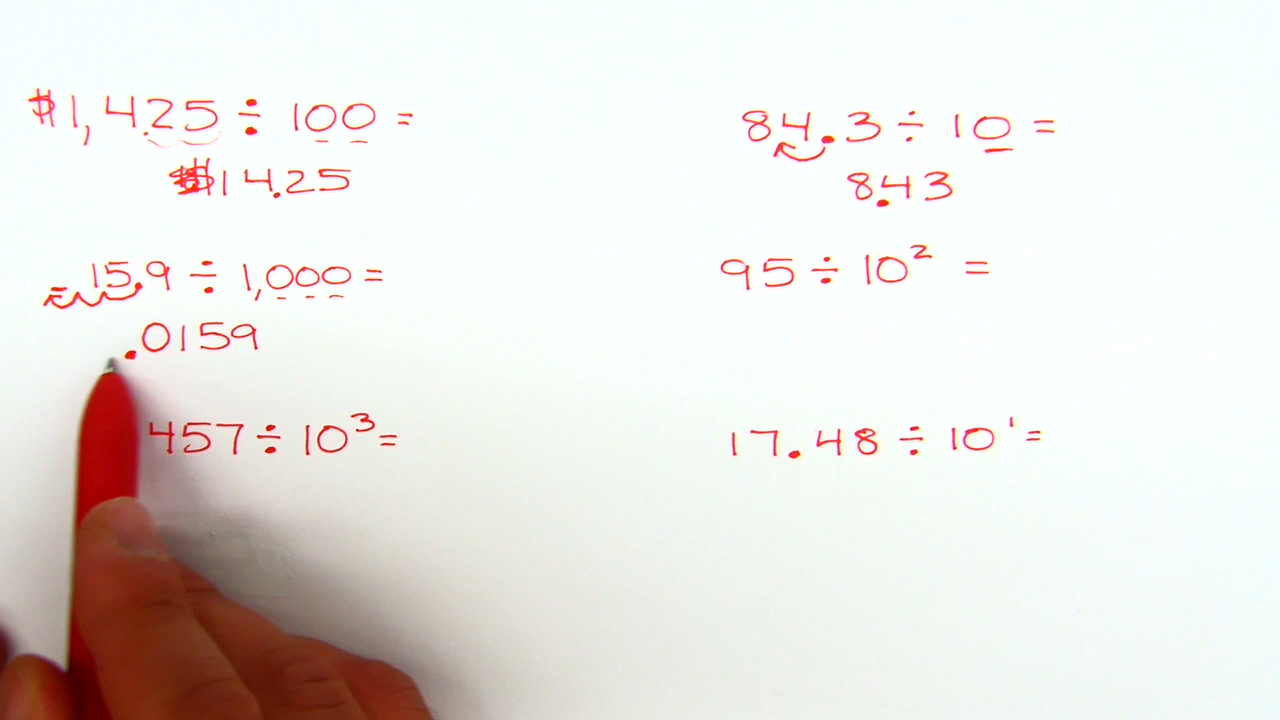 $1,425 ÷ 100 =
$14.25
84.3 ÷ 10 =
8.43
15.9 ÷ 1,000 =
.0159
95 ÷ 10² =
457 ÷ 10³ =
17.48 ÷ 10¹ =